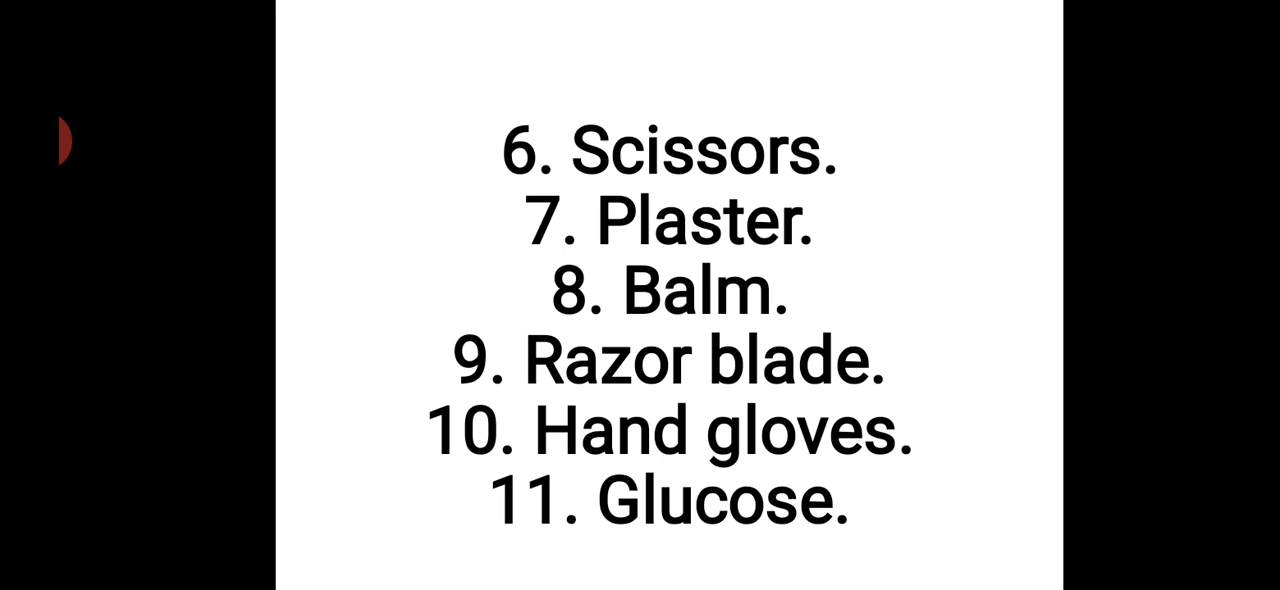 6. Scissors.
7. Plaster.
8. Balm.
9. Razor blade.
10. Hand gloves.
11. Glucose.